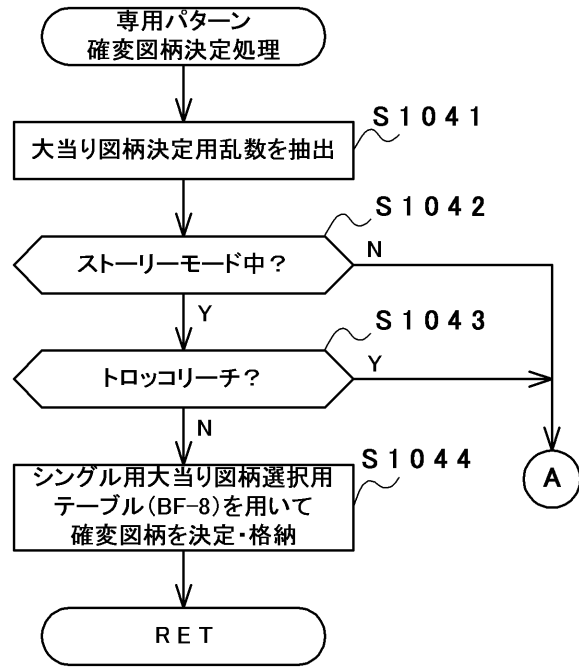 専用パターン
確変図柄決定処理
S1041
大当り図柄決定用乱数を抽出
S1042
ストーリーモード中？
N
Y
S1043
トロッコリーチ？
Y
N
S1044
シングル用大当り図柄選択用
テーブル(BF-8)を用いて
確変図柄を決定・格納
A
RET